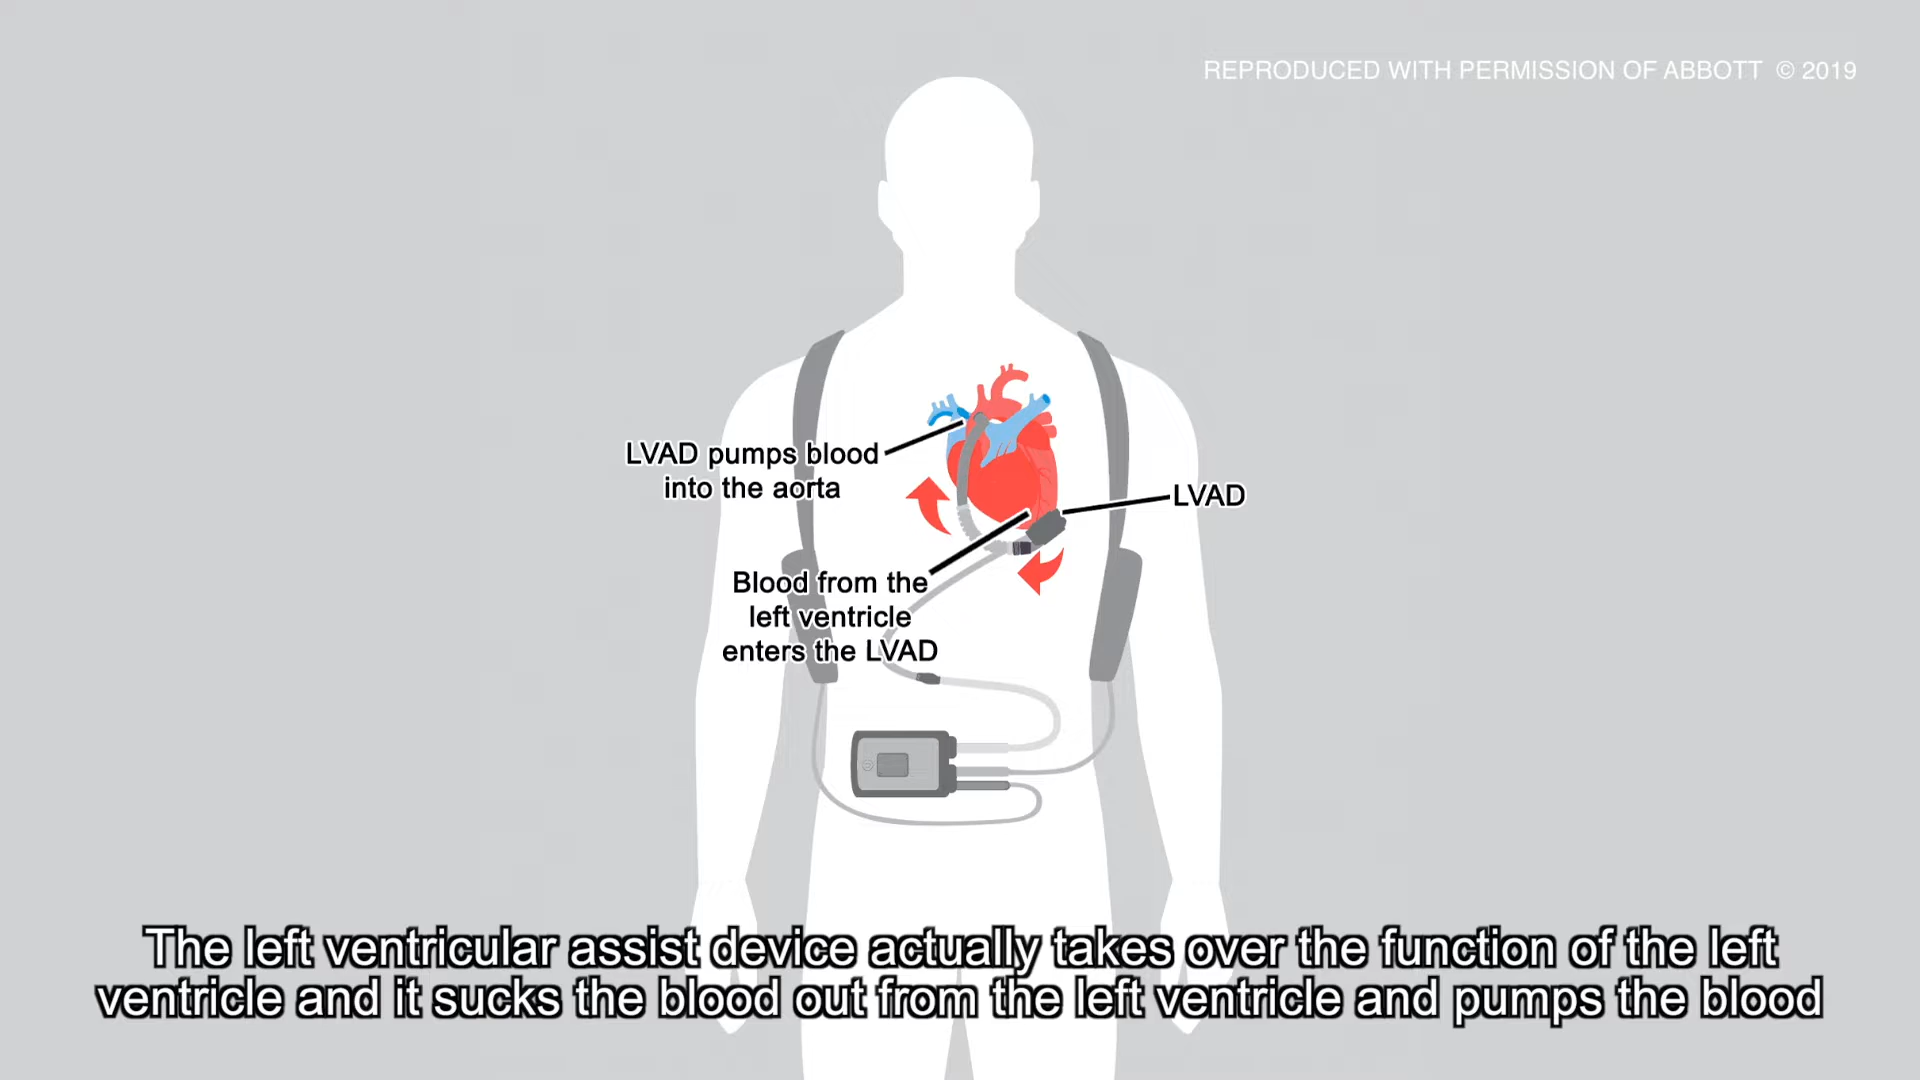 REPRODUCED WITH PERMISSION OF ABBOTT © 2019
LVAD pumps blood
into the aorta
LVAD
Blood from the
left ventricle
enters the LVAD
The left ventricular assist device actually takes over the function of the left
ventricle and it sucks the blood out from the left ventricle and pumps the blood